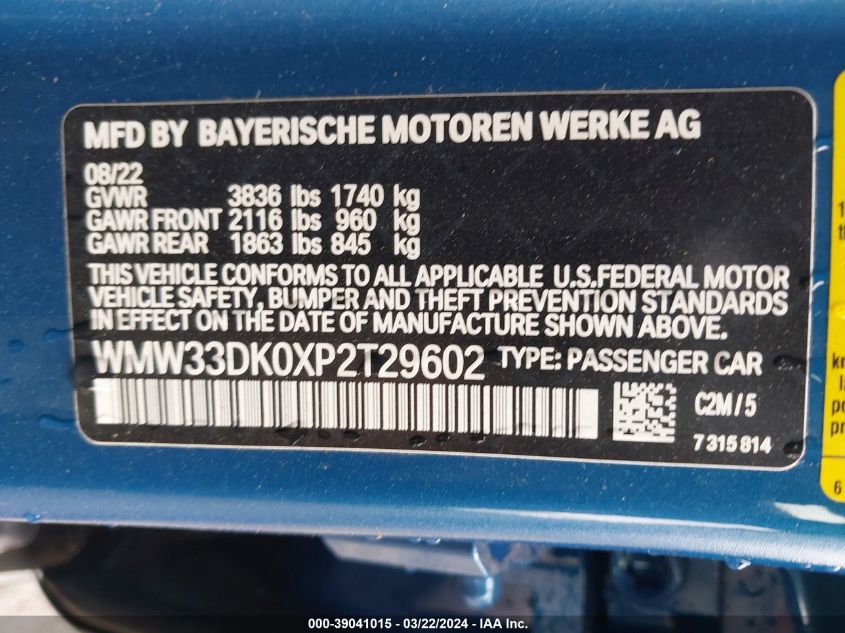 MFD BY BAYERISCHE MOTOREN WERKE AG
08/22
GVWR 3836 lbs 1740 kg
GAWR FRONT 2116 lbs 960 kg
GAWR REAR 1863 lbs 845 kg
THIS VEHICLE CONFORMS TO ALL APPLICABLE U.S.FEDERAL MOTOR
VEHICLE SAFETY, BUMPER AND THEFT PREVENTION STANDARDS
IN EFFECT ON THE DATE OF MANUFACTURE SHOWN ABOVE.
WMW33DK0XP2T29602 TYPE: PASSENGER CAR
C2M/5
7315814
000-39041015 - 03/22/2024 - IAA Inc.